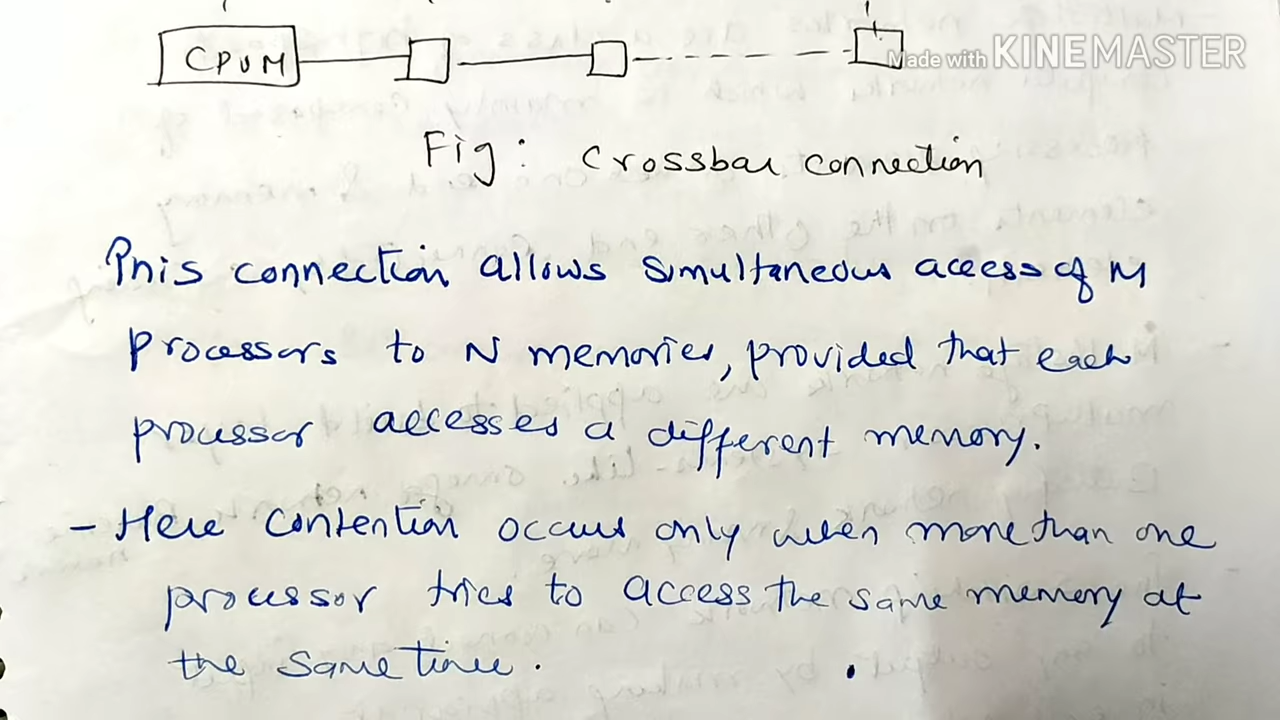 CPU M
Made with KINEMASTER
Fig: Crossbar connection
This connection allows simultaneous access of M
processors to N memories, provided that each
processor accesses a different memory.
- Here contention occurs only when more than one
processor tries to access the same memory at
the same time.